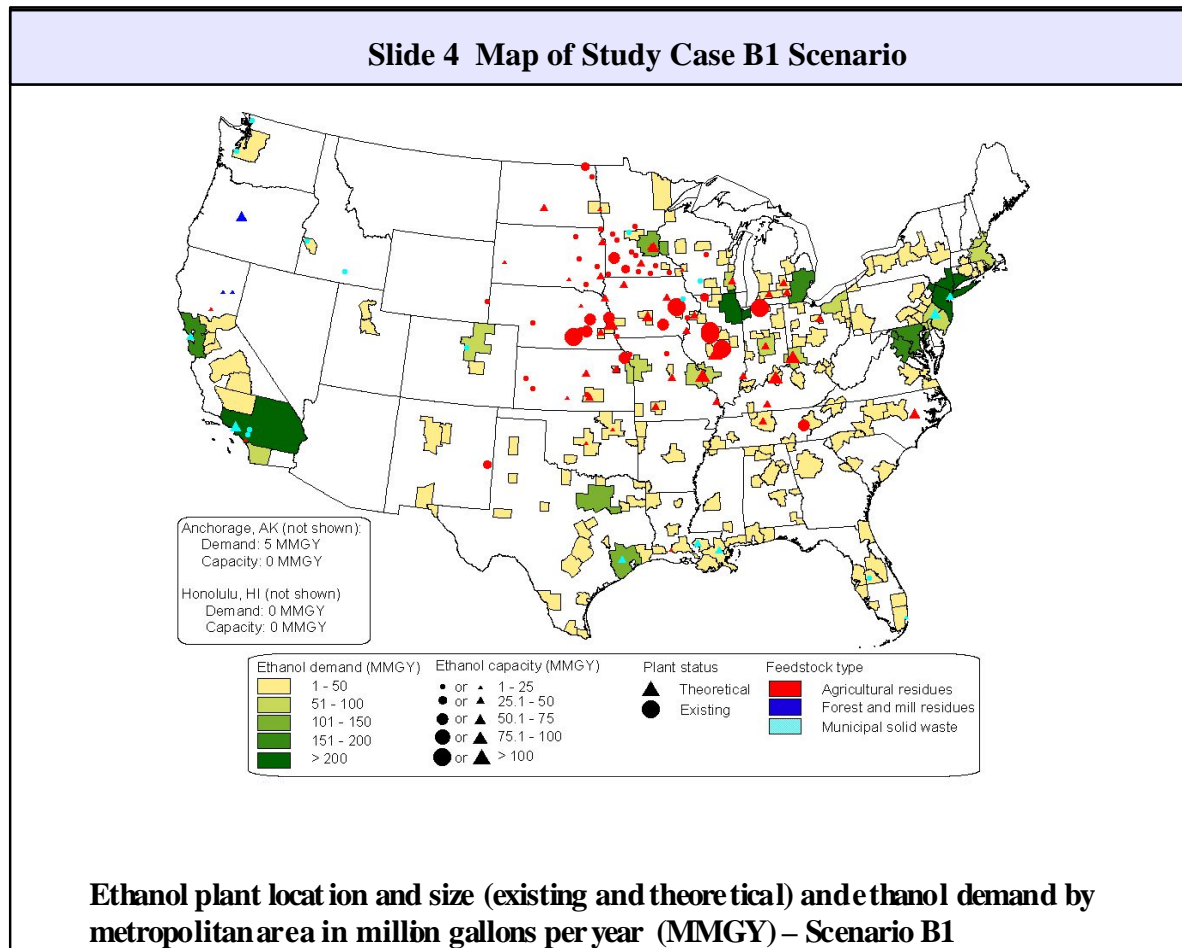 Slide 4 Map of Study Case B1 Scenario
Anchorage, AK (not shown):
Demand: 5 MMGY
Capacity: 0 MMGY
Honolulu, HI (not shown)
Demand: 0 MMGY
Capacity: 0 MMGY
Ethanol demand (MMGY)
1 - 50
51 - 100
101 - 150
151 - 200
> 200
Ethanol capacity (MMGY)
or 1 - 25
or 25.1 - 50
or 50.1 - 75
or 75.1 - 100
or > 100
Plant status
Theoretical
Existing
Feedstock type
Agricultural residues
Forest and mill residues
Municipal solid waste
Ethanol plant location and size (existing and theoretical) and ethanol demand by
metropolitan area in million gallons per year (MMGY) – Scenario B1